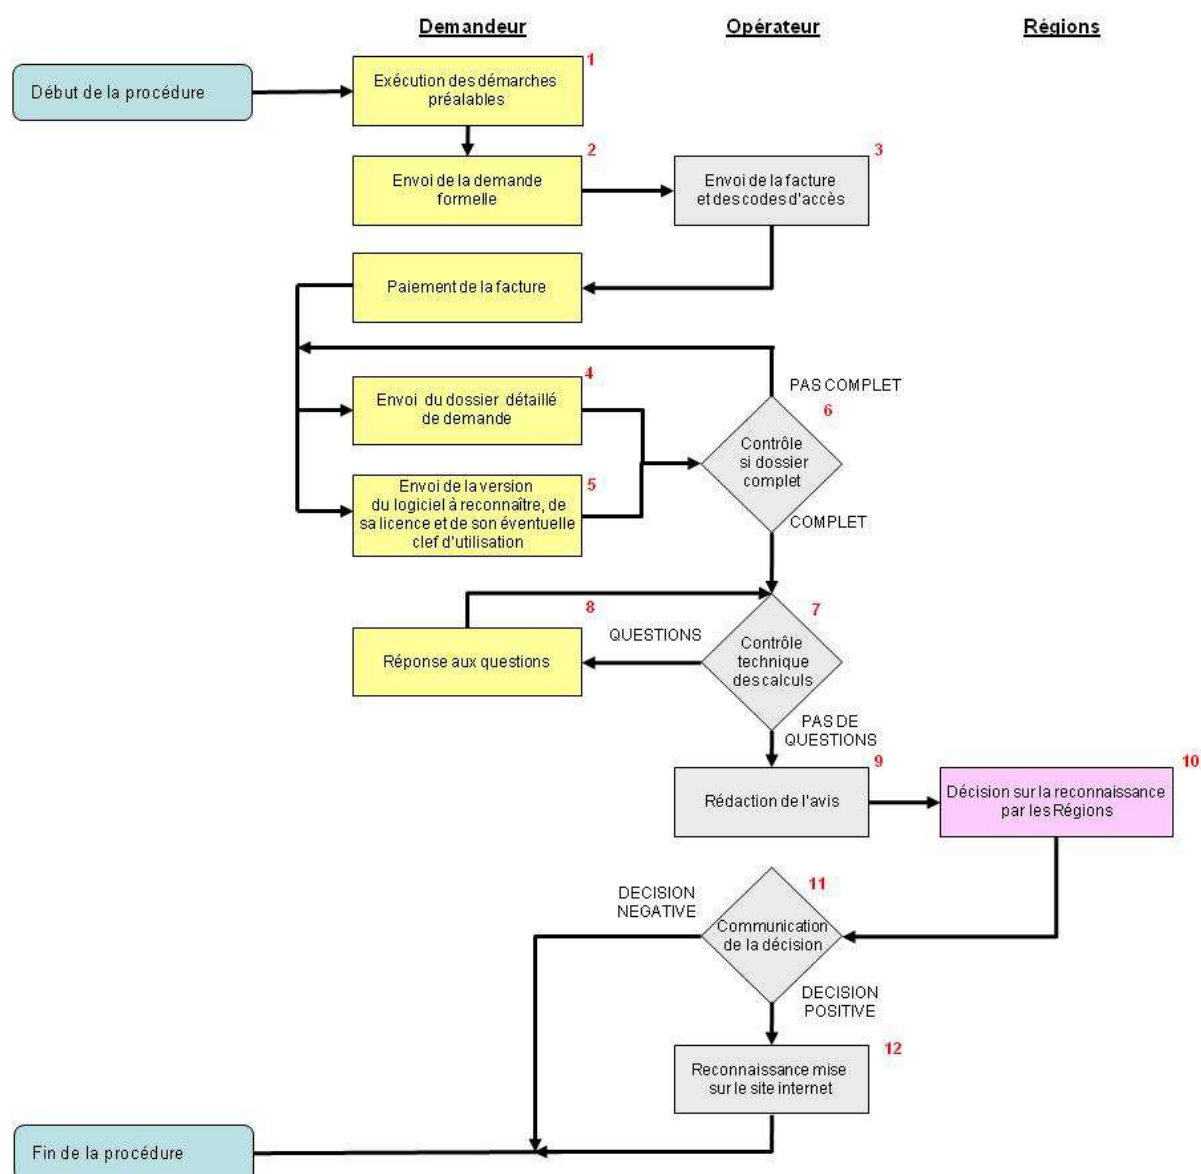 Demandeur
Opérateur
Régions
Début de la procédure
1
Exécution des démarches
préalables
2
Envoi de la demande
formelle
3
Envoi de la facture
et des codes d'accès
Paiement de la facture
PAS COMPLET
4
Envoi du dossier détaillé
de demande
6
Contrôle
si dossier
complet
5
Envoi de la version
du logiciel à reconnaître, de
sa licence et de son éventuelle
clef d'utilisation
COMPLET
8
Réponse aux questions
QUESTIONS
7
Contrôle
technique
des calculs
PAS DE
QUESTIONS
9
Rédaction de l'avis
10
Décision sur la reconnaissance
par les Régions
DECISION
NEGATIVE
11
Communication
de la décision
DECISION
POSITIVE
12
Reconnaissance mise
sur le site internet
Fin de la procédure